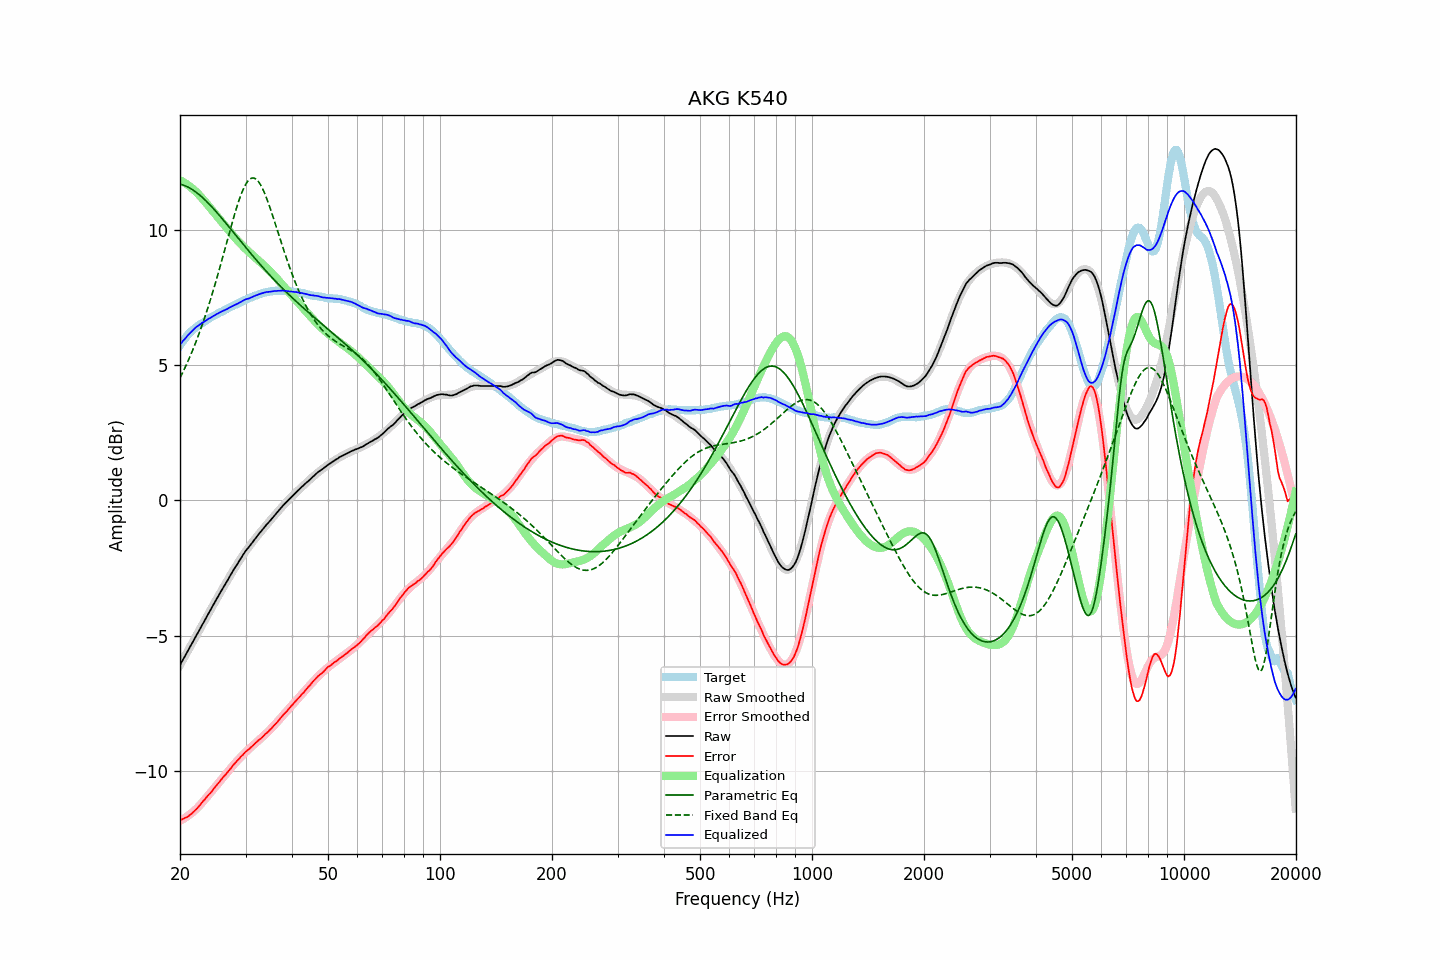 AKG K540
Amplitude (dBr)
10
5
0
−5
−10
Target
Raw Smoothed
Error Smoothed
Raw
Error
Equalization
Parametric Eq
Fixed Band Eq
Equalized
20 50 100 200 500 1000 2000 5000 10000 20000
Frequency (Hz)